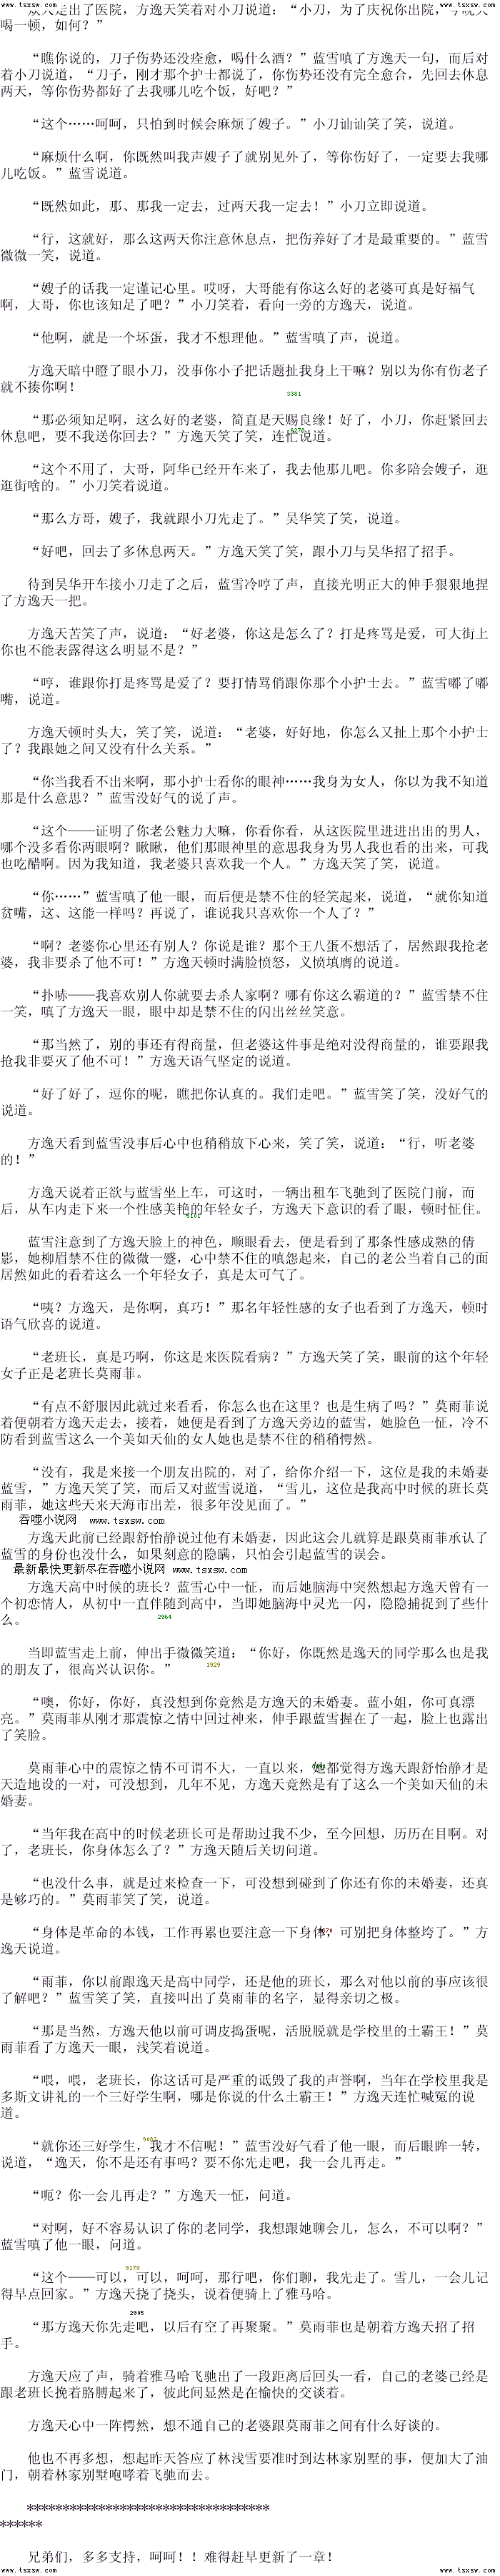 www.tsxsw.com www.tsxsw.com
众人走出了医院，方逸天笑着对小刀说道：“小刀，为了庆祝你出院，今晚大
喝一顿，如何？”
“瞧你说的，刀子伤势还没痊愈，喝什么酒？”蓝雪嗔了方逸天一句，而后对
着小刀说道，“刀子，刚才那个护士都说了，你伤势还没有完全愈合，先回去休息
两天，等你伤势都好了去我哪儿吃个饭，好吧？”
“这个……呵呵，只怕到时候会麻烦了嫂子。”小刀讪讪笑了笑，说道。
“麻烦什么啊，你既然叫我声嫂子了就别见外了，等你伤好了，一定要去我哪
儿吃饭。”蓝雪说道。
“既然如此，那、那我一定去，过两天我一定去！”小刀立即说道。
“行，这就好，那么这两天你注意休息点，把伤养好了才是最重要的。”蓝雪
微微一笑，说道。
“嫂子的话我一定谨记心里。哎呀，大哥能有你这么好的老婆可真是好福气
啊，大哥，你也该知足了吧？”小刀笑着，看向一旁的方逸天，说道。
“他啊，就是一个坏蛋，我才不想理他。”蓝雪嗔了声，说道。
方逸天暗中瞪了眼小刀，没事你小子把话题扯我身上干嘛？别以为你有伤老子
就不揍你啊！
3381
“那必须知足啊，这么好的老婆，简直是天赐良缘！好了，小刀，你赶紧回去
休息吧，要不我送你回去？”方逸天笑了笑，连忙说道。
“这个不用了，大哥，阿华已经开车来了，我去他那儿吧。你多陪会嫂子，逛
逛街啥的。”小刀笑着说道。
“那么方哥，嫂子，我就跟小刀先走了。”吴华笑了笑，说道。
“好吧，回去了多休息两天。”方逸天笑了笑，跟小刀与吴华招了招手。
待到吴华开车接小刀走了之后，蓝雪冷哼了声，直接光明正大的伸手狠狠地捏
了方逸天一把。
方逸天苦笑了声，说道：“好老婆，你这是怎么了？打是疼骂是爱，可大街上
你也不能表露得这么明显不是？”
“哼，谁跟你打是疼骂是爱了？要打情骂俏跟你那个小护士去。”蓝雪嘟了嘟
嘴，说道。
方逸天顿时头大，笑了笑，说道：“老婆，好好地，你怎么又扯上那个小护士
了？我跟她之间又没有什么关系。”
“你当我看不出来啊，那小护士看你的眼神……我身为女人，你以为我不知道
那是什么意思？”蓝雪没好气的说了声。
“这个——证明了你老公魅力大嘛，你看你看，从这医院里进进出出的男人，
哪个没多看你两眼啊？瞅瞅，他们那眼神里的意思我身为男人我也看的出来，可我
也吃醋啊。因为我知道，我老婆只喜欢我一个人。”方逸天笑了笑，说道。
“你……”蓝雪嗔了他一眼，而后便是禁不住的轻笑起来，说道，“就你知道
贫嘴，这、这能一样吗？再说了，谁说我只喜欢你一个人了？”
“啊？老婆你心里还有别人？你说是谁？那个王八蛋不想活了，居然跟我抢老
婆，我非要杀了他不可！”方逸天顿时满脸愤怒，义愤填膺的说道。
“扑哧——我喜欢别人你就要去杀人家啊？哪有你这么霸道的？”蓝雪禁不住
一笑，嗔了方逸天一眼，眼中却是禁不住的闪出丝丝笑意。
“那当然了，别的事还有得商量，但老婆这件事是绝对没得商量的，谁要跟我
抢我非要灭了他不可！”方逸天语气坚定的说道。
“好了好了，逗你的呢，瞧把你认真的。我们走吧。”蓝雪笑了笑，没好气的
说道。
方逸天看到蓝雪没事后心中也稍稍放下心来，笑了笑，说道：“行，听老婆
的！”
方逸天说着正欲与蓝雪坐上车，可这时，一辆出租车飞驰到了医院门前，而
后，从车内走下来一个性感美艳的年轻女子，方逸天下意识的看了眼，顿时怔住。
蓝雪注意到了方逸天脸上的神色，顺眼看去，便是看到了那条性感成熟的倩
影，她柳眉禁不住的微微一蹙，心中禁不住的嗔怨起来，自己的老公当着自己的面
居然如此的看着这么一个年轻女子，真是太可气了。
“咦？方逸天，是你啊，真巧！”那名年轻性感的女子也看到了方逸天，顿时
语气欣喜的说道。
“老班长，真是巧啊，你这是来医院看病？”方逸天笑了笑，眼前的这个年轻
女子正是老班长莫雨菲。
“有点不舒服因此就过来看看，你怎么也在这里？也是生病了吗？”莫雨菲说
着便朝着方逸天走去，接着，她便是看到了方逸天旁边的蓝雪，她脸色一怔，冷不
防看到蓝雪这么一个美如天仙的女人她也是禁不住的稍稍愕然。
“没有，我是来接一个朋友出院的，对了，给你介绍一下，这位是我的未婚妻
蓝雪，”方逸天笑了笑，而后又对蓝雪说道，“雪儿，这位是我高中时候的班长莫
雨菲，她这些天来天海市出差，很多年没见面了。”
吞噬小说网 www.tsxsw.com
方逸天此前已经跟舒怡静说过他有未婚妻，因此这会儿就算是跟莫雨菲承认了
蓝雪的身份也没什么，如果刻意的隐瞒，只怕会引起蓝雪的误会。
最新最快更新尽在吞噬小说网 www.tsxsw.com
方逸天高中时候的班长？蓝雪心中一怔，而后她脑海中突然想起方逸天曾有一
个初恋情人，从初中一直伴随到高中，当即她脑海中灵光一闪，隐隐捕捉到了些什
么。
2964
当即蓝雪走上前，伸出手微微笑道：“你好，你既然是逸天的同学那么也是我
的朋友了，很高兴认识你。”
1929
“噢，你好，你好，真没想到你竟然是方逸天的未婚妻。蓝小姐，你可真漂
亮。”莫雨菲从刚才那震惊之情中回过神来，伸手跟蓝雪握在了一起，脸上也露出
了笑脸。
莫雨菲心中的震惊之情不可谓不大，一直以来，她都觉得方逸天跟舒怡静才是
天造地设的一对，可没想到，几年不见，方逸天竟然是有了这么一个美如天仙的未
婚妻。
“当年我在高中的时候老班长可是帮助过我不少，至今回想，历历在目啊。对
了，老班长，你身体怎么了？”方逸天随后关切问道。
“也没什么事，就是过来检查一下，可没想到碰到了你还有你的未婚妻，还真
是够巧的。”莫雨菲笑了笑，说道。
“身体是革命的本钱，工作再累也要注意一下身体，可别把身体整垮了。”方
逸天说道。
“雨菲，你以前跟逸天是高中同学，还是他的班长，那么对他以前的事应该很
了解吧？”蓝雪笑了笑，直接叫出了莫雨菲的名字，显得亲切之极。
“那是当然，方逸天他以前可调皮捣蛋呢，活脱脱就是学校里的土霸王！”莫
雨菲看了方逸天一眼，浅笑着说道。
“喂，喂，老班长，你这话可是严重的诋毁了我的声誉啊，当年在学校里我是
多斯文讲礼的一个三好学生啊，哪是你说的什么土霸王！”方逸天连忙喊冤的说
道。
“就你还三好学生，我才不信呢！”蓝雪没好气看了他一眼，而后眼眸一转，
说道，“逸天，你不是还有事吗？要不你先走吧，我一会儿再走。”
“呃？你一会儿再走？”方逸天一怔，问道。
“对啊，好不容易认识了你的老同学，我想跟她聊会儿，怎么，不可以啊？”
蓝雪嗔了他一眼，问道。
9179
“这个——可以，可以，呵呵，那行吧，你们聊，我先走了。雪儿，一会儿记
得早点回家。”方逸天挠了挠头，说着便骑上了雅马哈。
2985
“那方逸天你先走吧，以后有空了再聚聚。”莫雨菲也是朝着方逸天招了招
手。
方逸天应了声，骑着雅马哈飞驰出了一段距离后回头一看，自己的老婆已经是
跟老班长挽着胳膊起来了，彼此间显然是在愉快的交谈着。
方逸天心中一阵愕然，想不通自己的老婆跟莫雨菲之间有什么好谈的。
他也不再多想，想起昨天答应了林浅雪要准时到达林家别墅的事，便加大了油
门，朝着林家别墅咆哮着飞驰而去。
**********************************
******
兄弟们，多多支持，呵呵！！难得赶早更新了一章！
www.tsxsw.com www.tsxsw.com